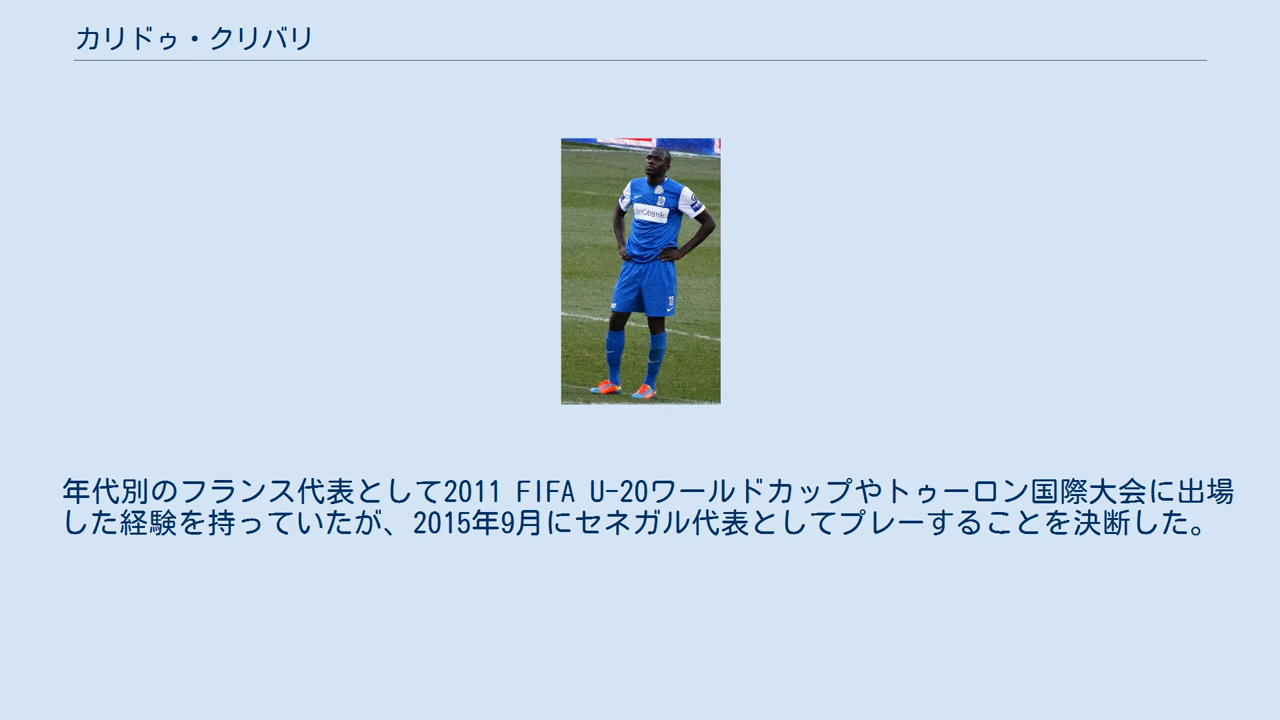 カリドゥ・クリバリ
年代別のフランス代表として2011 FIFA U-20ワールドカップやトゥーロン国際大会に出場
した経験を持っていたが、2015年9月にセネガル代表としてプレーすることを決断した。